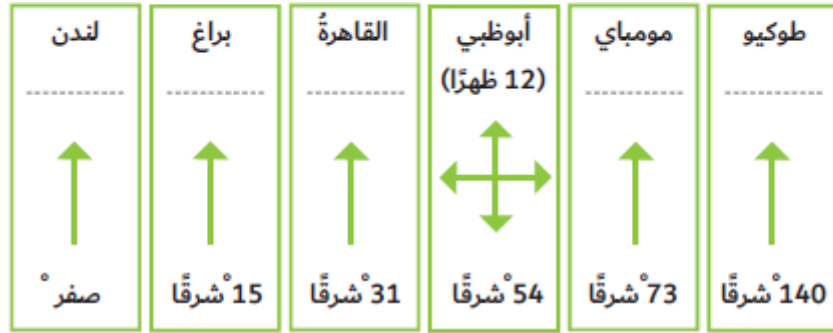 طوكيو
140 ْ شرقًا
مومباي
73 ْ شرقًا
أبوظبي
(12 ظهرًا)
54 ْ شرقًا
القاهرةُ
31 ْ شرقًا
براغ
15 ْ شرقًا
لندن
صفر ْ